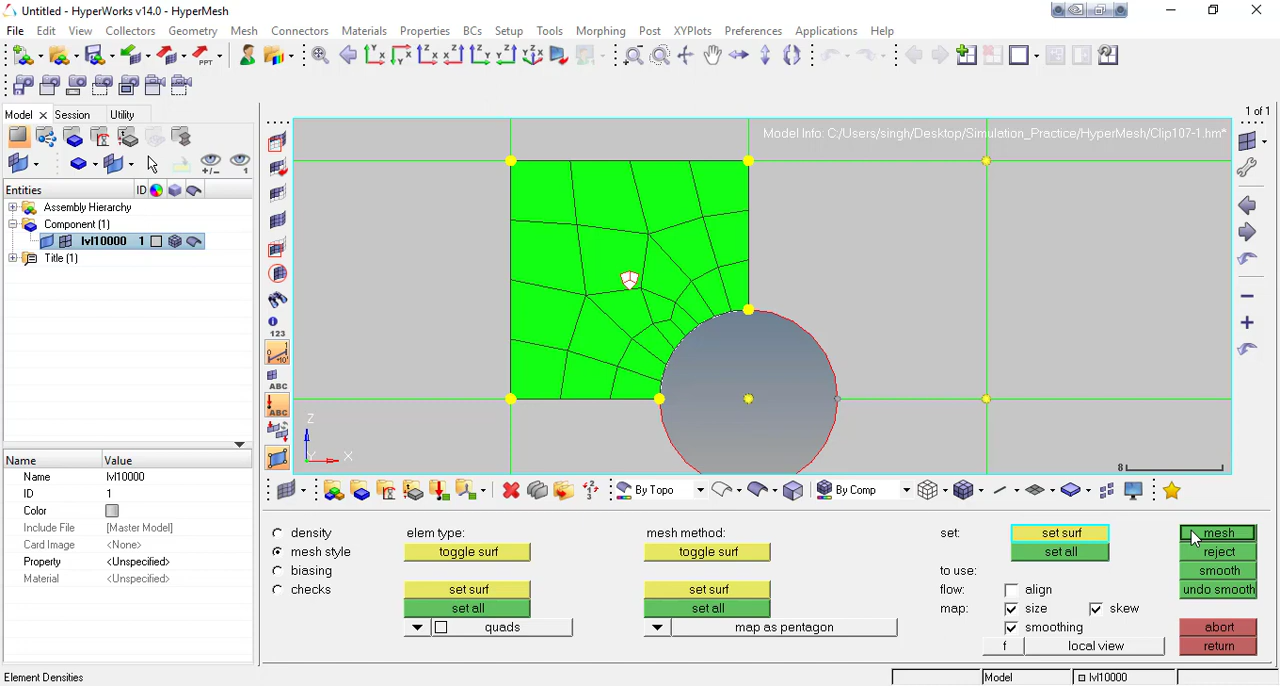 Untitled - HyperWorks v14.0 - HyperMesh
File Edit View Collectors Geometry Mesh Connectors Materials Properties BCs Setup Tools Morphing Post XYPlots Preferences Applications Help
Model Session Utility
1 of 1
Model Info: C:/Users/singh/Desktop/Simulation_Practice/HyperMesh/Clip107-1.hm*
Entities ID
Assembly Hierarchy
Component (1)
lvl10000 1
Title (1)
123
ABC
ABC
Z
Y X
8
Name Value
Name lvl10000
ID 1
Color
Include File [Master Model]
Card Image <None>
Property <Unspecified>
Material <Unspecified>
By Topo By Comp
density elem type: mesh method: set: set surf mesh
mesh style toggle surf toggle surf set all reject
biasing to use: smooth
checks set surf set surf flow: align undo smooth
set all set all map: size skew
quads map as pentagon smoothing abort
f local view return
Element Densities Model lvl10000